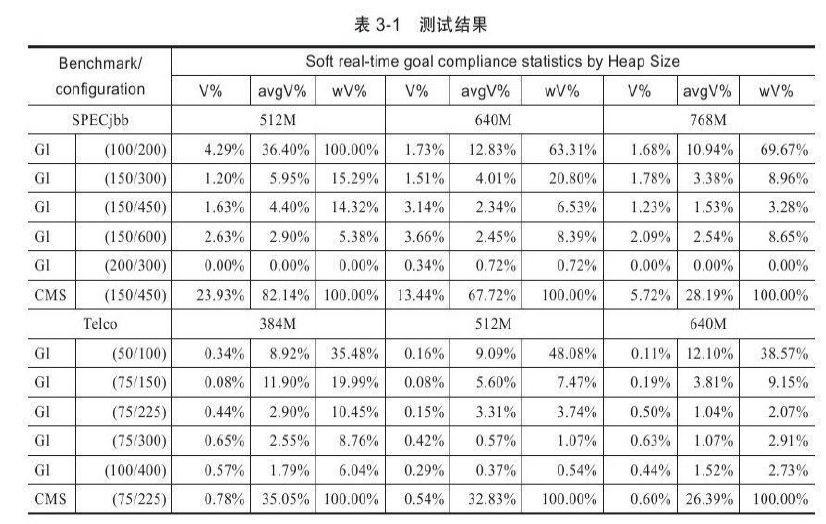 表 3-1 测试结果
Benchmark/ configuration Soft real-time goal compliance statistics by Heap Size
V% avgV% wV% V% avgV% wV% V% avgV% wV%
SPECjbb 512M 640M 768M
GI (100/200) 4.29% 36.40% 100.00% 1.73% 12.83% 63.31% 1.68% 10.94% 69.67%
GI (150/300) 1.20% 5.95% 15.29% 1.51% 4.01% 20.80% 1.78% 3.38% 8.96%
GI (150/450) 1.63% 4.40% 14.32% 3.14% 2.34% 6.53% 1.23% 1.53% 3.28%
GI (150/600) 2.63% 2.90% 5.38% 3.66% 2.45% 8.39% 2.09% 2.54% 8.65%
GI (200/300) 0.00% 0.00% 0.00% 0.34% 0.72% 0.72% 0.00% 0.00% 0.00%
CMS (150/450) 23.93% 82.14% 100.00% 13.44% 67.72% 100.00% 5.72% 28.19% 100.00%
Telco 384M 512M 640M
GI (50/100) 0.34% 8.92% 35.48% 0.16% 9.09% 48.08% 0.11% 12.10% 38.57%
GI (75/150) 0.08% 11.90% 19.99% 0.08% 5.60% 7.47% 0.19% 3.81% 9.15%
GI (75/225) 0.44% 2.90% 10.45% 0.15% 3.31% 3.74% 0.50% 1.04% 2.07%
GI (75/300) 0.65% 2.55% 8.76% 0.42% 0.57% 1.07% 0.63% 1.07% 2.91%
GI (100/400) 0.57% 1.79% 6.04% 0.29% 0.37% 0.54% 0.44% 1.52% 2.73%
CMS (75/225) 0.78% 35.05% 100.00% 0.54% 32.83% 100.00% 0.60% 26.39% 100.00%